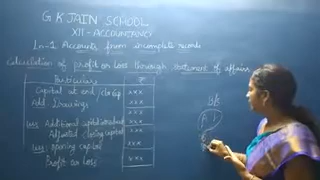 G K JAIN SCHOOL
XII - ACCOUNTANCY
Ln-1 Accounts from incomplete records
Calculation of profit or loss through statement of affairs
Particulars ₹
Capital at end / closing xxx
Add Drawings xxx
xxx
Less Additional capital introduced xxx
Adjusted closing capital xxx
Less opening capital xxx
Profit or Loss xxx
B/s
A L